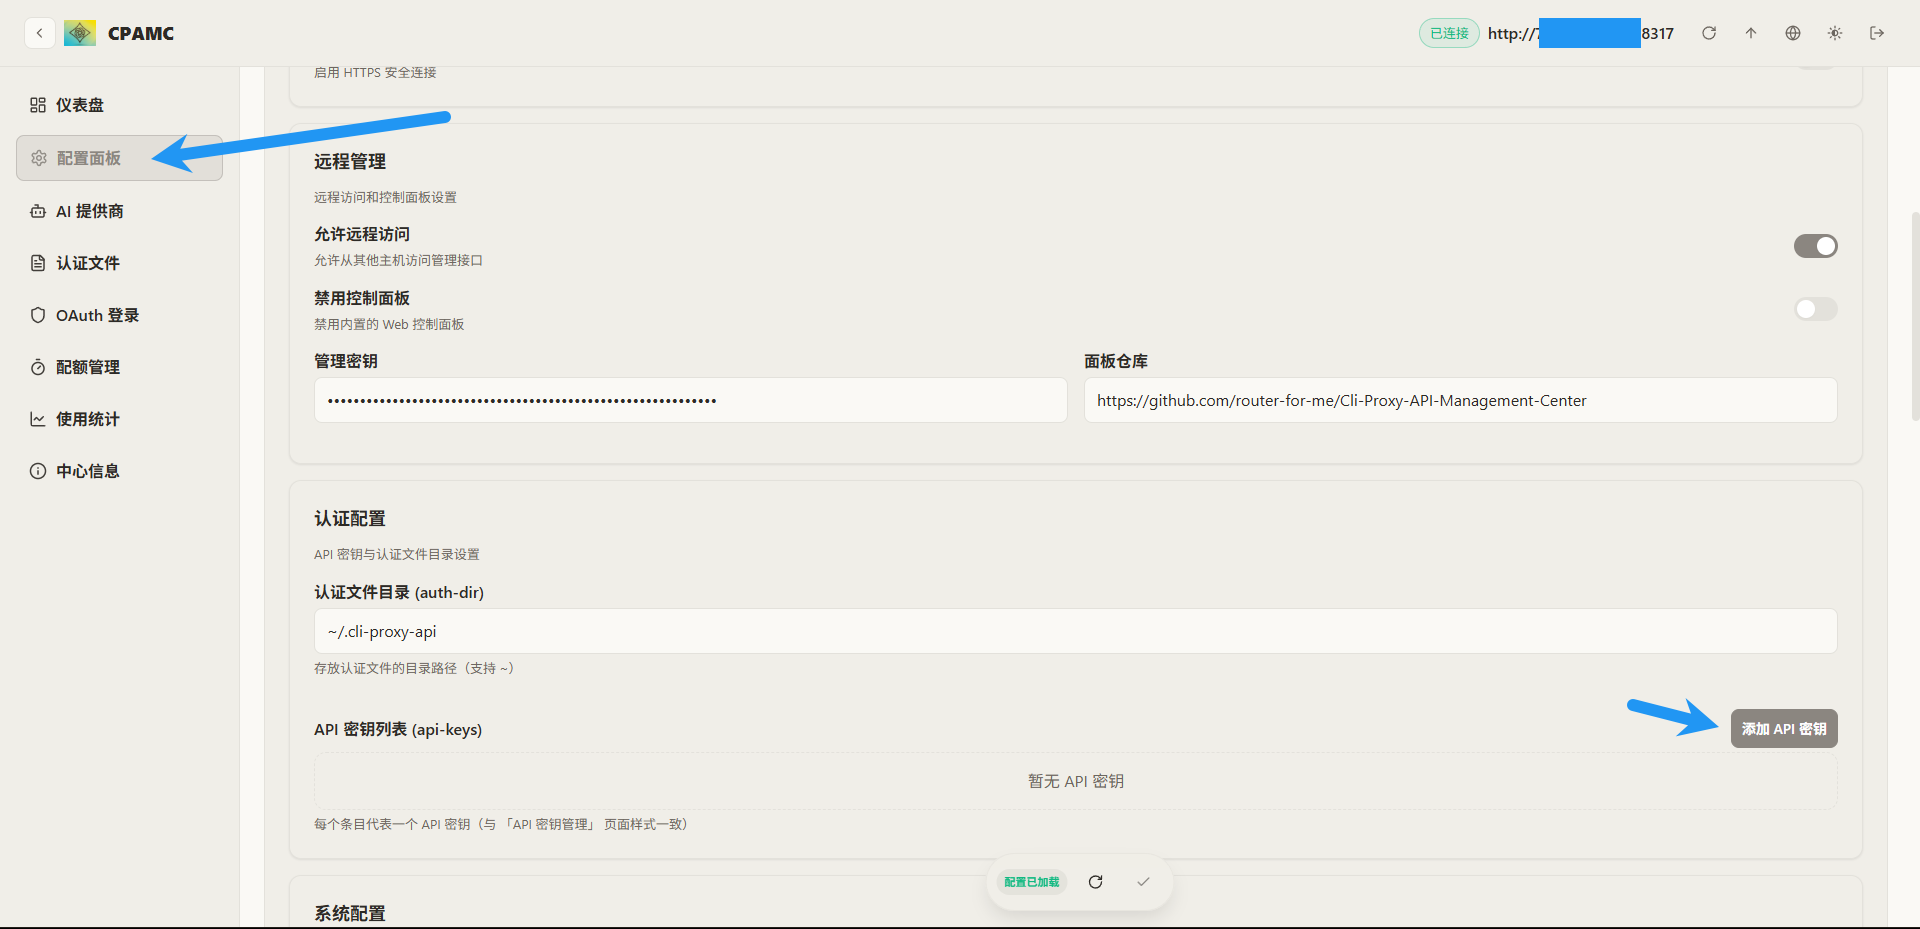 CPAMC
已连接
http://7
8317
仪表盘
配置面板
AI 提供商
认证文件
OAuth 登录
配额管理
使用统计
中心信息
启用 HTTPS 安全连接
远程管理
远程访问和控制面板设置
允许远程访问
允许从其他主机访问管理接口
禁用控制面板
禁用内置的 Web 控制面板
管理密钥
••••••••••••••••••••••••••••••••••••••••••••••••••••••••••••
面板仓库
https://github.com/router-for-me/Cli-Proxy-API-Management-Center
认证配置
API 密钥与认证文件目录设置
认证文件目录 (auth-dir)
~/.cli-proxy-api
存放认证文件的目录路径（支持 ~）
API 密钥列表 (api-keys)
添加 API 密钥
暂无 API 密钥
每个条目代表一个 API 密钥（与 「API 密钥管理」 页面样式一致）
配置已加载
系统配置